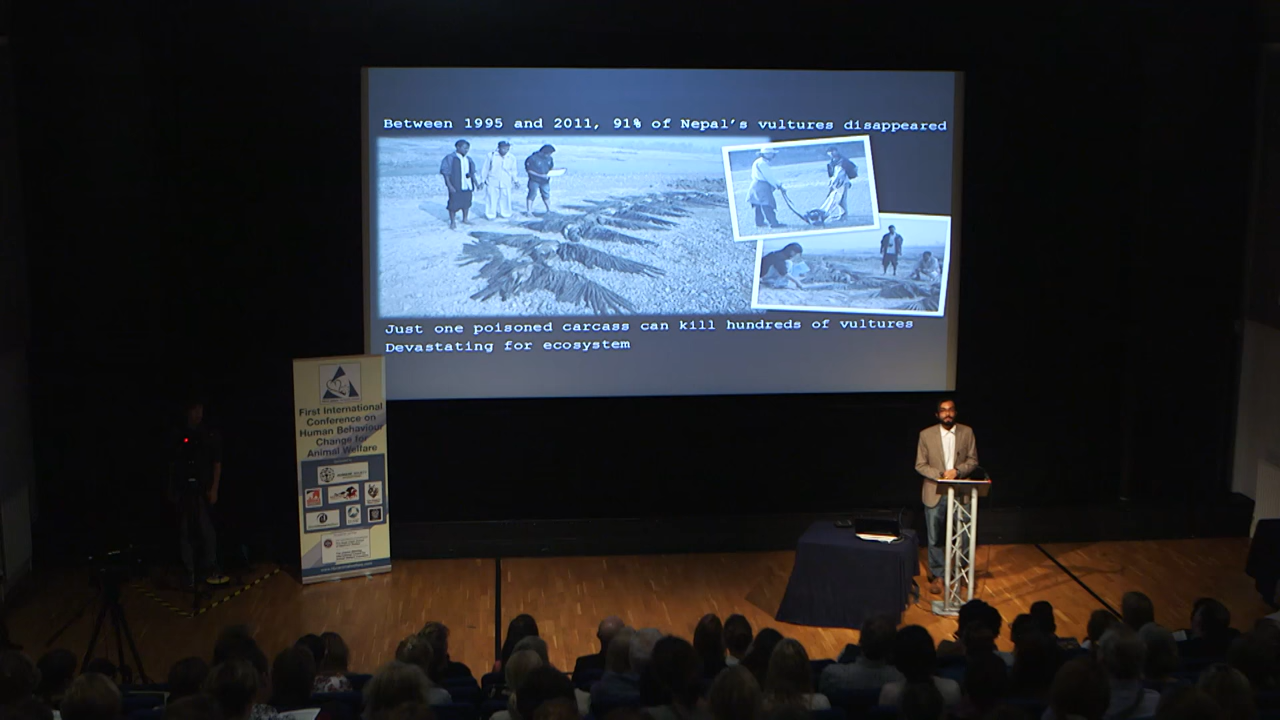 Between 1995 and 2011, 91% of Nepal's vultures disappeared
Just one poisoned carcass can kill hundreds of vultures
Devastating for ecosystem
First International
Conference on
Human Behaviour
Change for
Animal Welfare